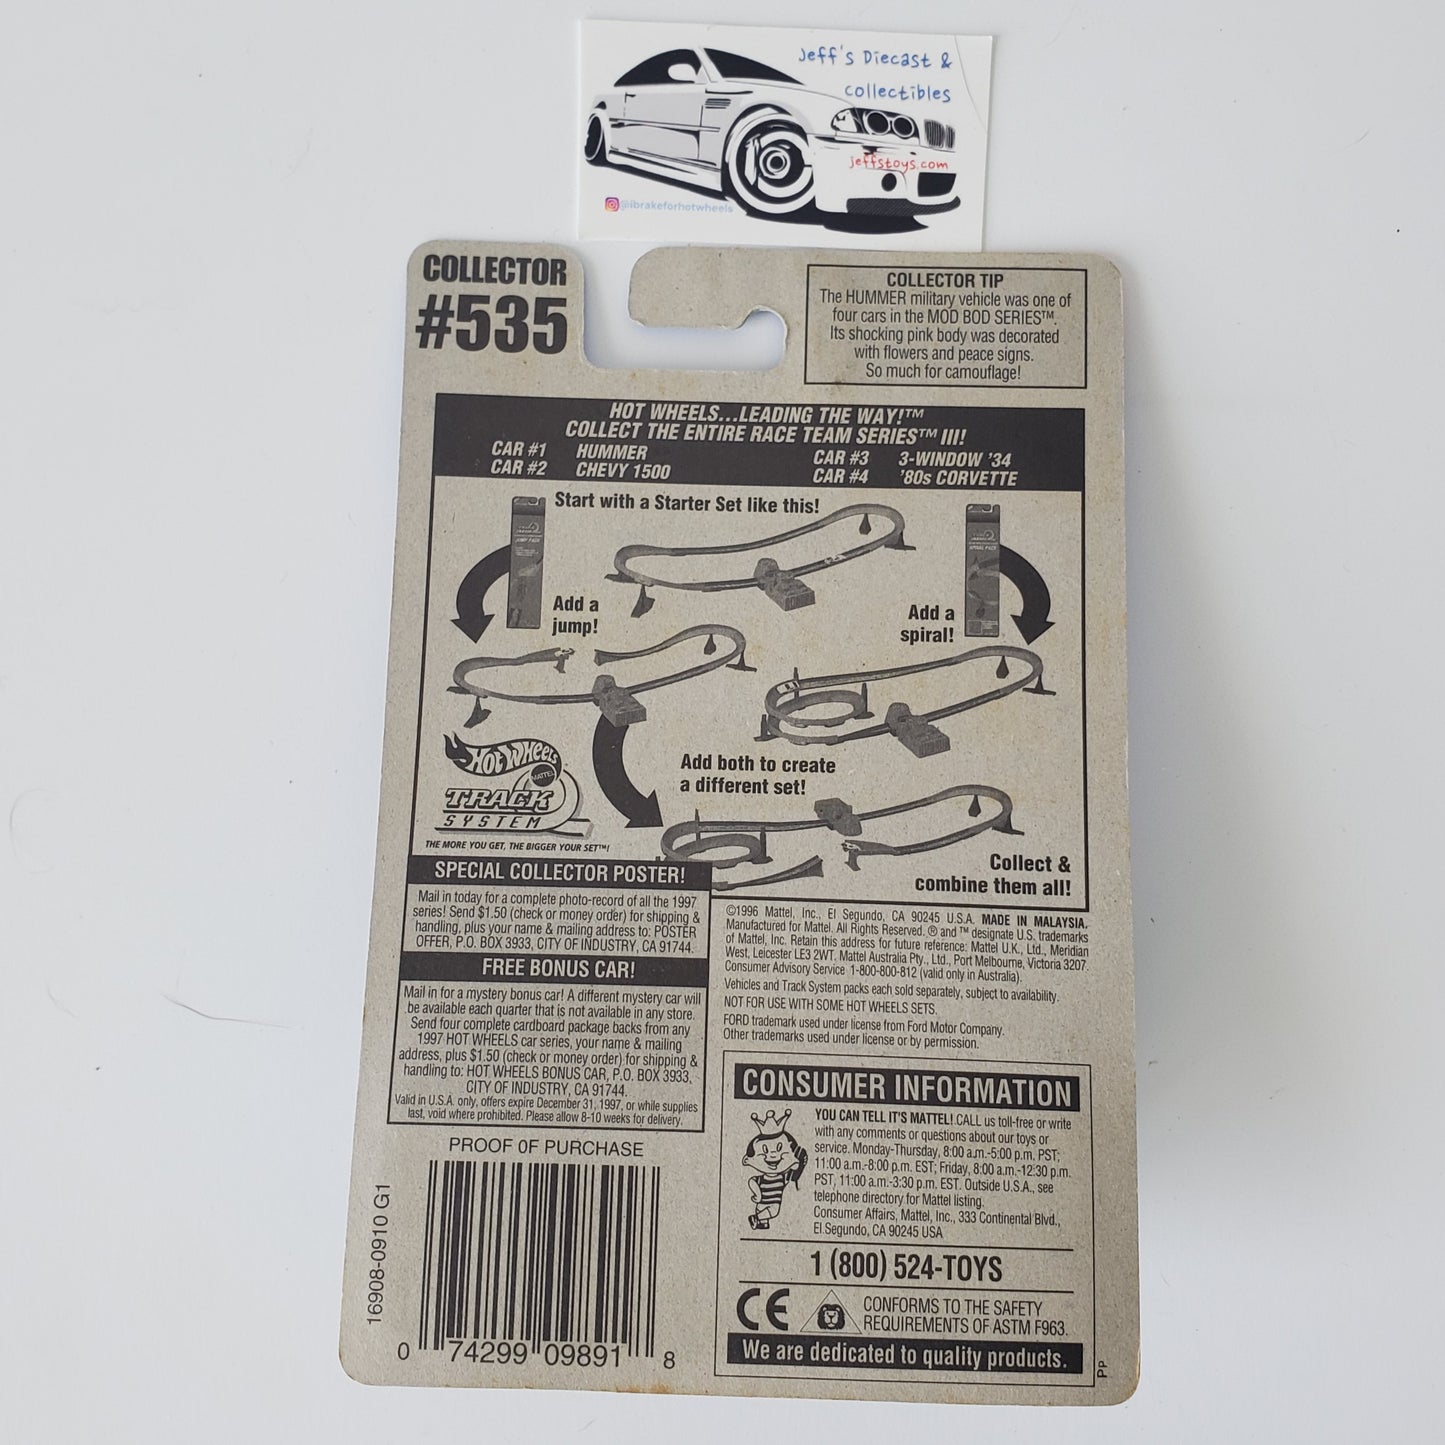 Jeff's Diecast &
collectibles
jeffstoys.com
@ibrakeforhotwheels
COLLECTOR
#535
COLLECTOR TIP
The HUMMER military vehicle was one of
four cars in the MOD BOD SERIES™.
Its shocking pink body was decorated
with flowers and peace signs.
So much for camouflage!
HOT WHEELS...LEADING THE WAY!™
COLLECT THE ENTIRE RACE TEAM SERIES™ III!
CAR #1 HUMMER CAR #3 3-WINDOW '34
CAR #2 CHEVY 1500 CAR #4 '80s CORVETTE
Start with a Starter Set like this!
JUMP PACK
SPIRAL PACK
Add a
jump!
Add a
spiral!
Add both to create
a different set!
HOT WHEELS
MATTEL
TRACK
SYSTEM
THE MORE YOU GET, THE BIGGER YOUR SET™!
Collect &
combine them all!
SPECIAL COLLECTOR POSTER!
Mail in today for a complete photo-record of all the 1997
series! Send $1.50 (check or money order) for shipping &
handling, plus your name & mailing address to: POSTER
OFFER, P.O. BOX 3933, CITY OF INDUSTRY, CA 91744.
FREE BONUS CAR!
Mail in for a mystery bonus car! A different mystery car will
be available each quarter that is not available in any store.
Send four complete cardboard package backs from any
1997 HOT WHEELS car series, your name & mailing
address, plus $1.50 (check or money order) for shipping &
handling to: HOT WHEELS BONUS CAR, P.O. BOX 3933,
CITY OF INDUSTRY, CA 91744.
Valid in U.S.A. only, offers expire December 31, 1997, or while supplies
last, void where prohibited. Please allow 8-10 weeks for delivery.
©1996 Mattel, Inc., El Segundo, CA 90245 U.S.A. MADE IN MALAYSIA.
Manufactured for Mattel. All Rights Reserved. ® and ™ designate U.S. trademarks
of Mattel, Inc. Retain this address for future reference: Mattel U.K., Ltd., Meridian
West, Leicester LE3 2WT. Mattel Australia Pty., Ltd., Port Melbourne, Victoria 3207.
Consumer Advisory Service 1-800-800-812 (valid only in Australia).
Vehicles and Track System packs each sold separately, subject to availability.
NOT FOR USE WITH SOME HOT WHEELS SETS.
FORD trademark used under license from Ford Motor Company.
Other trademarks used under license or by permission.
PROOF OF PURCHASE
16908-0910 G1
0 74299 09891 8
CONSUMER INFORMATION
YOU CAN TELL IT'S MATTEL! CALL us toll-free or write
with any comments or questions about our toys or
service. Monday-Thursday, 8:00 a.m.-5:00 p.m. PST;
11:00 a.m.-8:00 p.m. EST; Friday, 8:00 a.m.-12:30 p.m.
PST, 11:00 a.m.-3:30 p.m. EST. Outside U.S.A., see
telephone directory for Mattel listing.
Consumer Affairs, Mattel, Inc., 333 Continental Blvd.,
El Segundo, CA 90245 USA
1 (800) 524-TOYS
CE
CONFORMS TO THE SAFETY
REQUIREMENTS OF ASTM F963.
We are dedicated to quality products.
PP